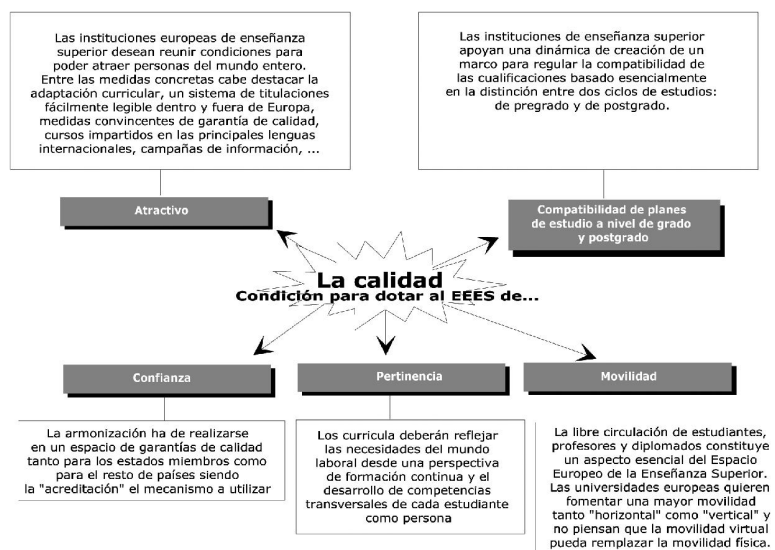 Las instituciones europeas de enseñanza
superior desean reunir condiciones para
poder atraer personas del mundo entero.
Entre las medidas concretas cabe destacar la
adaptación curricular, un sistema de titulaciones
fácilmente legible dentro y fuera de Europa,
medidas convincentes de garantía de calidad,
cursos impartidos en las principales lenguas
internacionales, campañas de información, ...
Las instituciones de enseñanza superior
apoyan una dinámica de creación de un
marco para regular la compatibilidad de
las cualificaciones basado esencialmente
en la distinción entre dos ciclos de estudios:
de pregrado y de postgrado.
Atractivo
Compatibilidad de planes
de estudio a nivel de grado
y postgrado
La calidad
Condición para dotar al EEES de...
Confianza
Pertinencia
Movilidad
La armonización ha de realizarse
en un espacio de garantías de calidad
tanto para los estados miembros como
para el resto de países siendo
la "acreditación" el mecanismo a utilizar
Los curricula deberán reflejar
las necesidades del mundo
laboral desde una perspectiva
de formación continua y el
desarrollo de competencias
transversales de cada estudiante
como persona
La libre circulación de estudiantes,
profesores y diplomados constituye
un aspecto esencial del Espacio
Europeo de la Enseñanza Superior.
Las universidades europeas quieren
fomentar una mayor movilidad
tanto "horizontal" como "vertical" y
no piensan que la movilidad virtual
pueda remplazar la movilidad física.